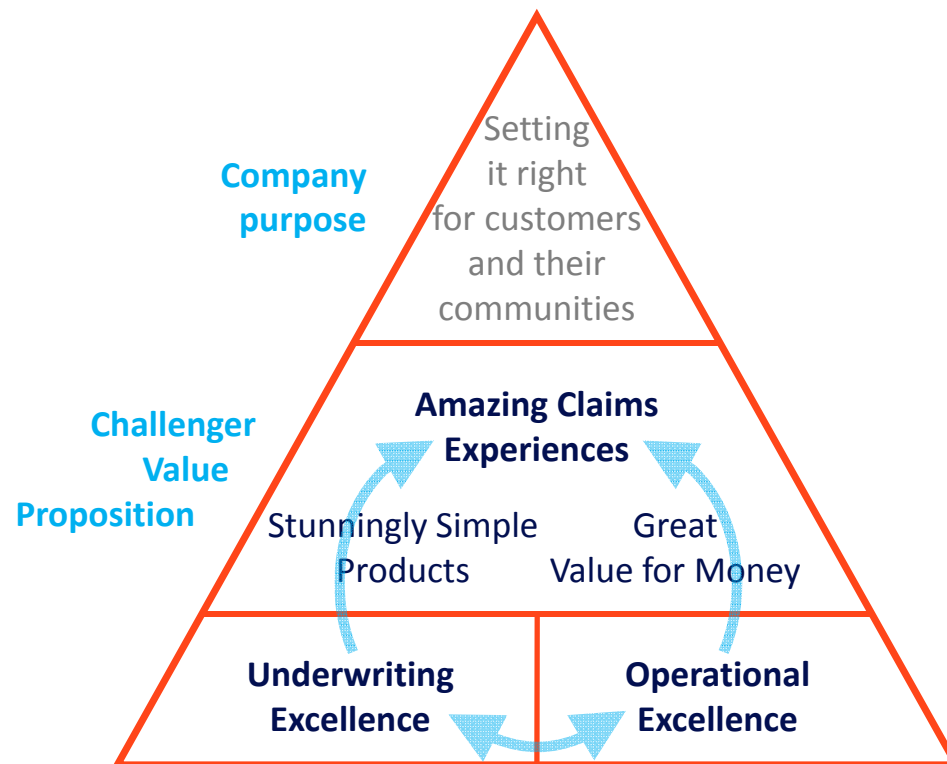 Setting
it right
for customers
and their
communities
Company
purpose
Amazing Claims
Experiences
Challenger
Value
Proposition
Stunningly Simple
Products
Great
Value for Money
Underwriting
Excellence
Operational
Excellence